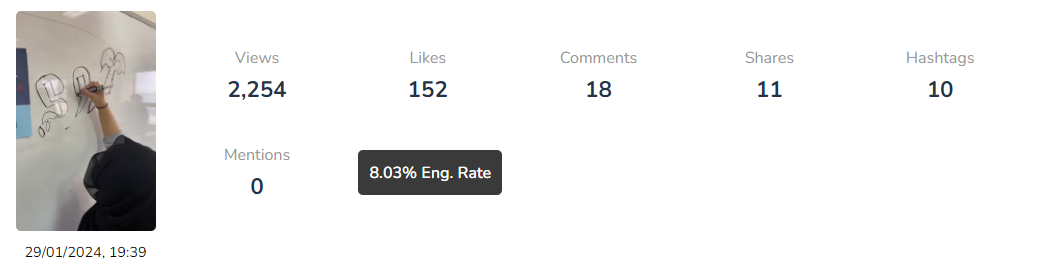 Views
Likes
Comments
Shares
Hashtags
2,254
152
18
11
10
Mentions
0
8.03% Eng. Rate
29/01/2024, 19:39